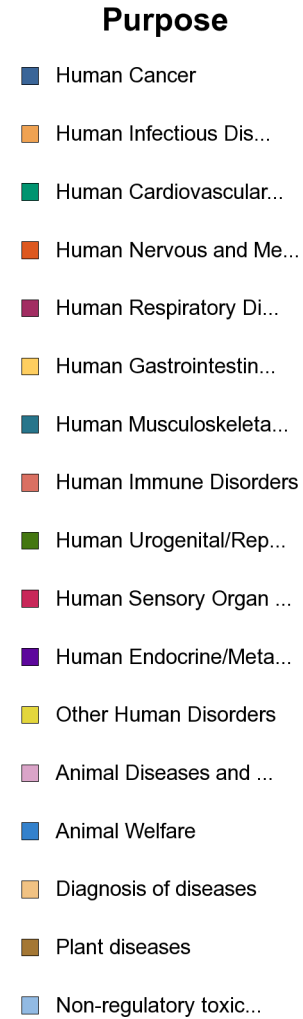 Purpose
Human Cancer
Human Infectious Dis...
Human Cardiovascular...
Human Nervous and Me...
Human Respiratory Di...
Human Gastrointestin...
Human Musculoskeleta...
Human Immune Disorders
Human Urogenital/Rep...
Human Sensory Organ ...
Human Endocrine/Meta...
Other Human Disorders
Animal Diseases and ...
Animal Welfare
Diagnosis of diseases
Plant diseases
Non-regulatory toxic...